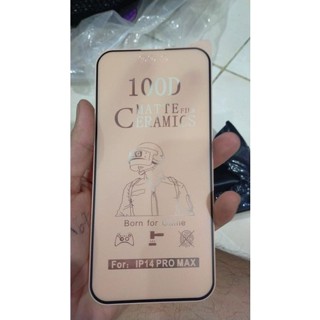 100D
MATTE
CERAMICS
Born for Game
For: IP14 PRO MAX